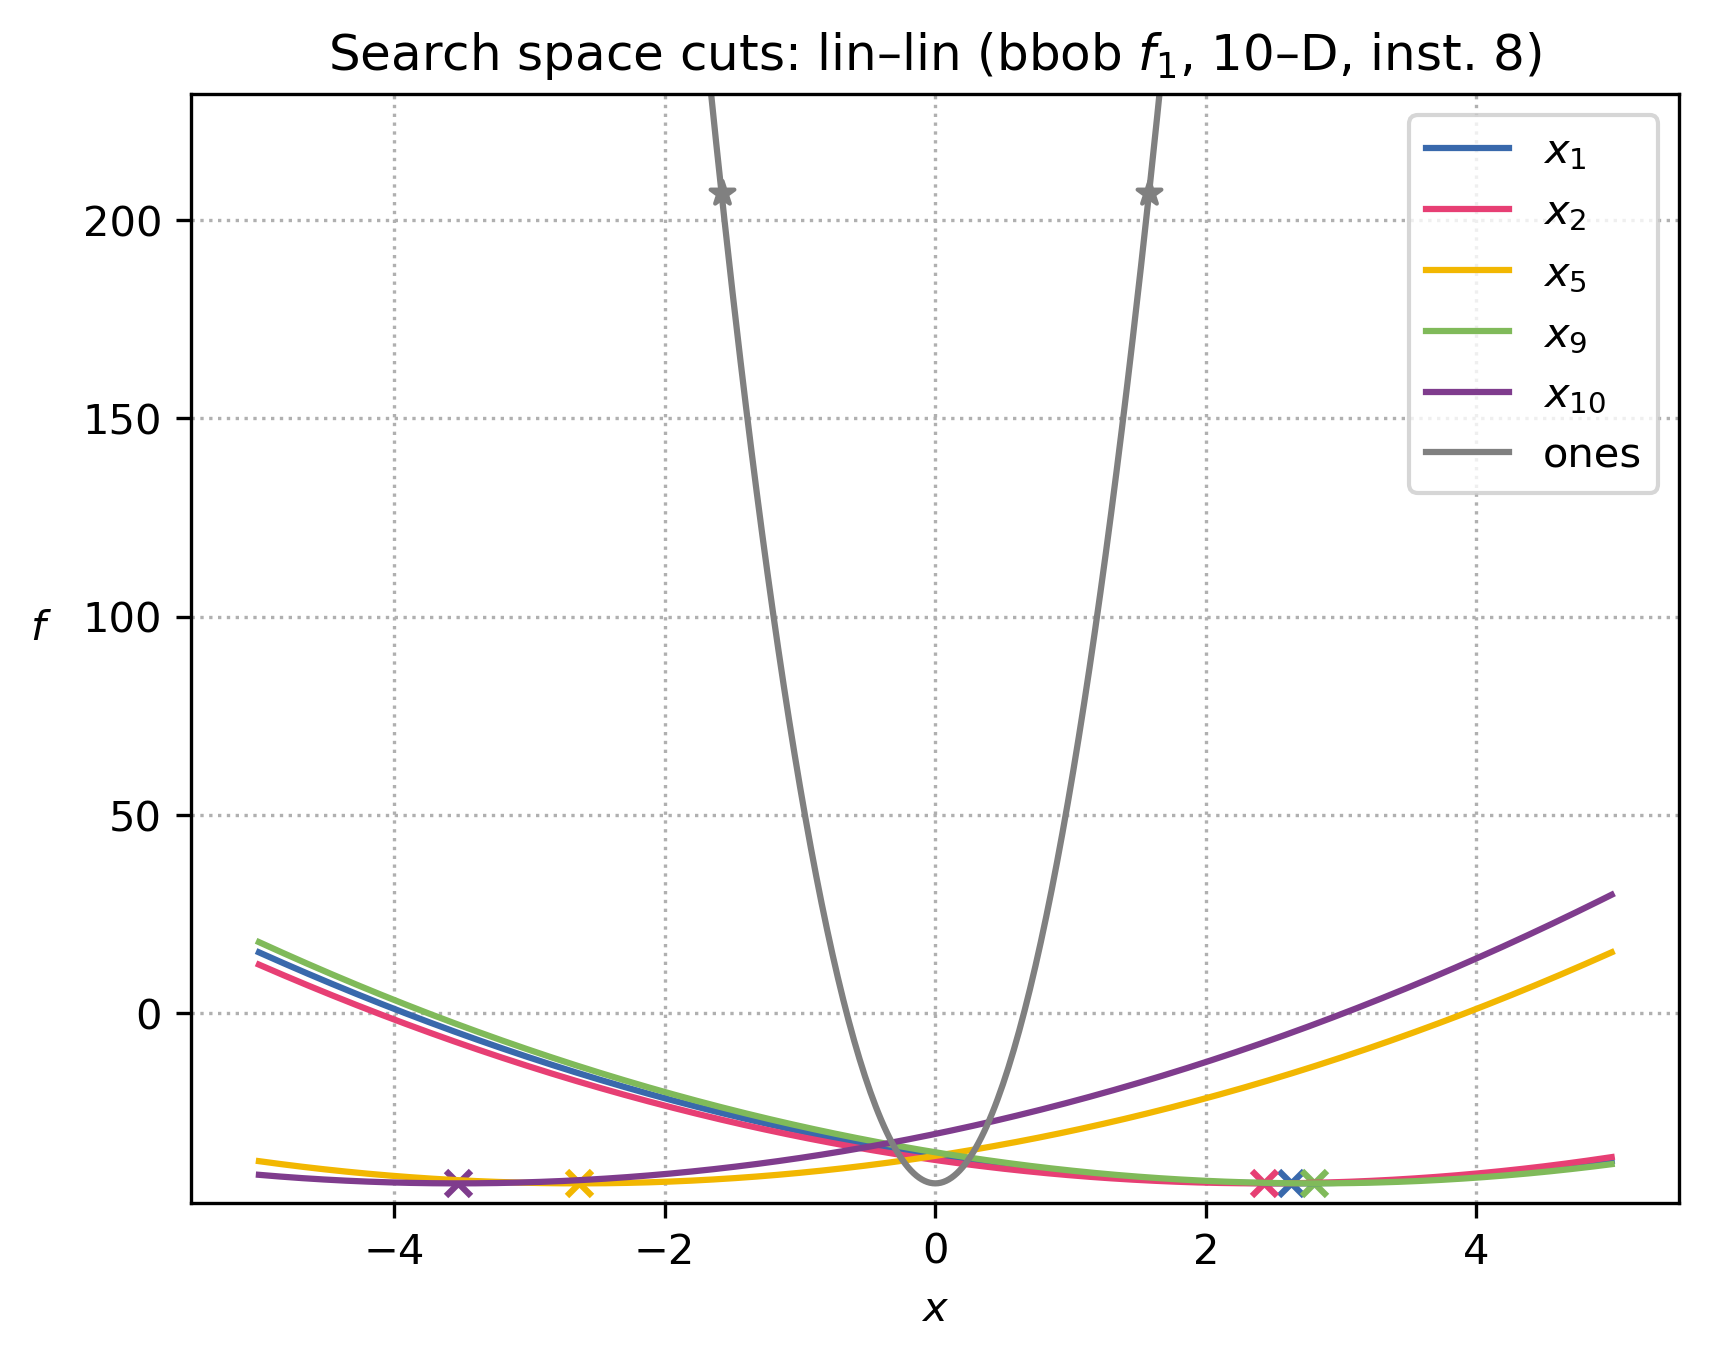 Search space cuts: lin–lin (bbob f₁, 10–D, inst. 8)
x₁
x₂
x₅
x₉
x₁₀
ones
f
200
150
100
50
0
−4 −2 0 2 4
x